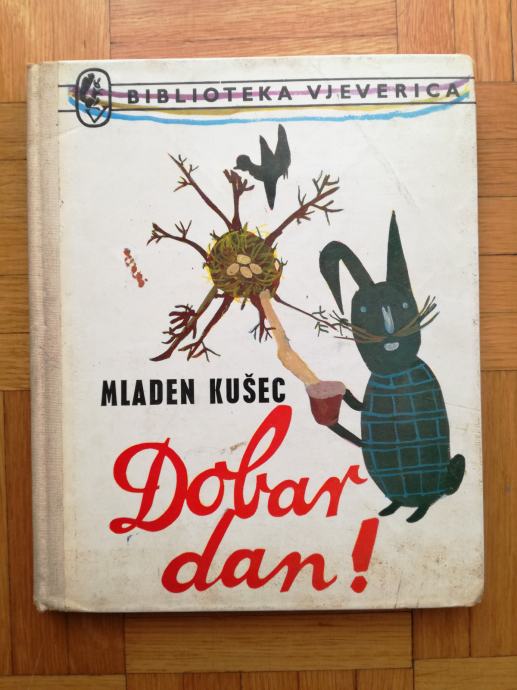 BIBLIOTEKA VJEVERICA
MLADEN KUŠEC
Dobar
dan!